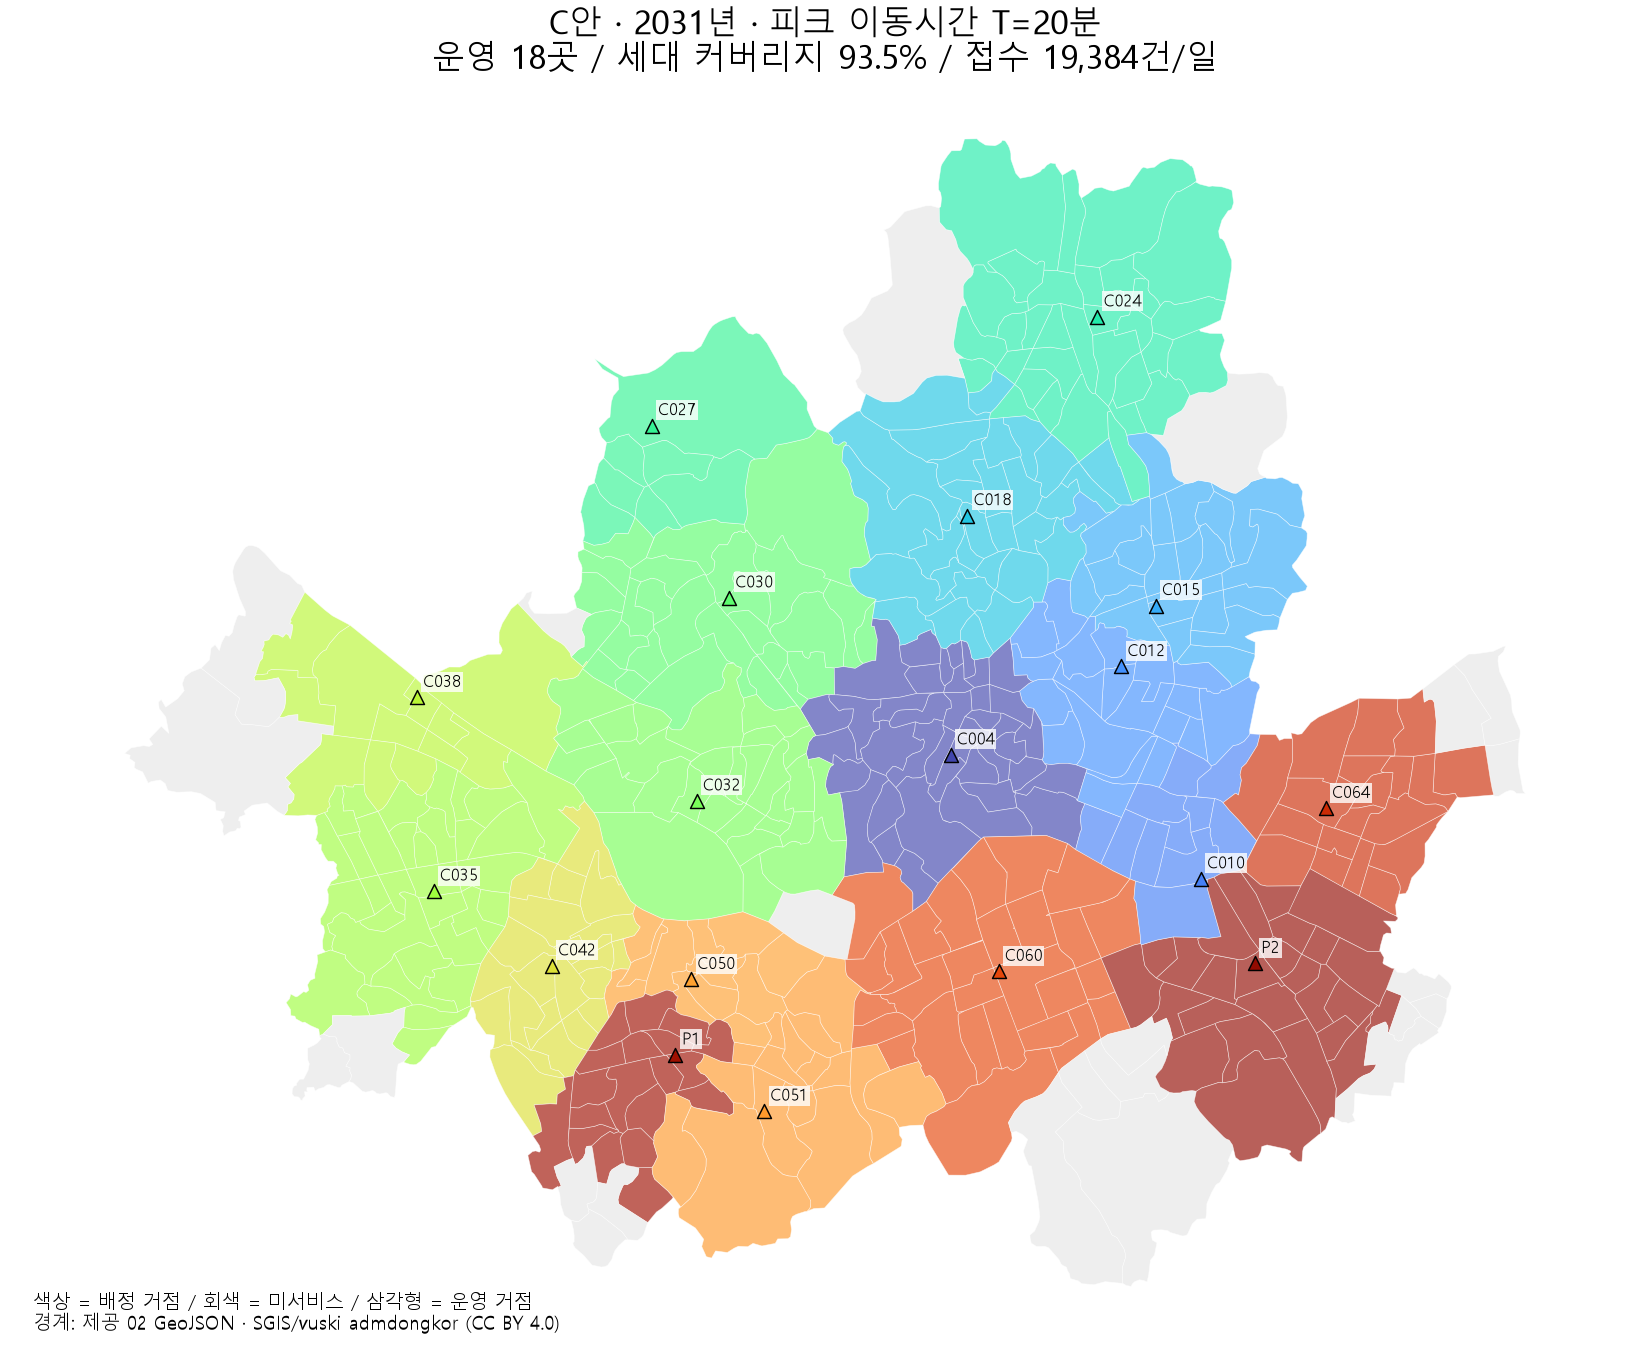 C안 · 2031년 · 피크 이동시간 T=20분
운영 18곳 / 세대 커버리지 93.5% / 접수 19,384건/일
C024
C027
C018
C030
C015
C012
C038
C004
C032
C064
C010
C035
C042
C060
P2
C050
P1
C051
색상 = 배정 거점 / 회색 = 미서비스 / 삼각형 = 운영 거점
경계: 제공 02 GeoJSON · SGIS/vuski admdongkor (CC BY 4.0)